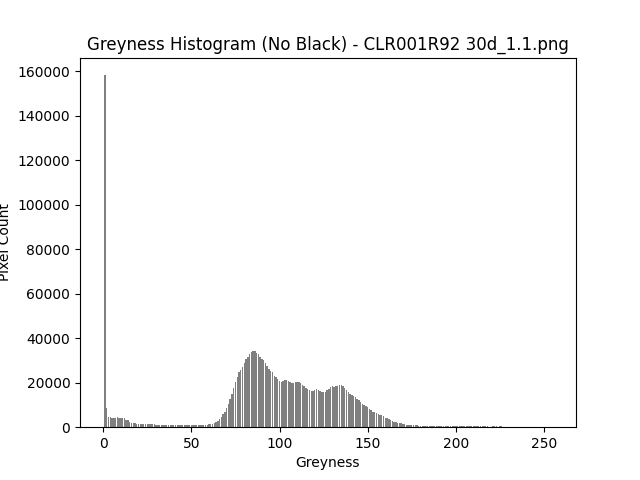 Greyness Histogram (No Black) - CLR001R92 30d_1.1.png
160000
140000
120000
100000
80000
60000
40000
20000
0
Pixel Count
0 50 100 150 200 250
Greyness